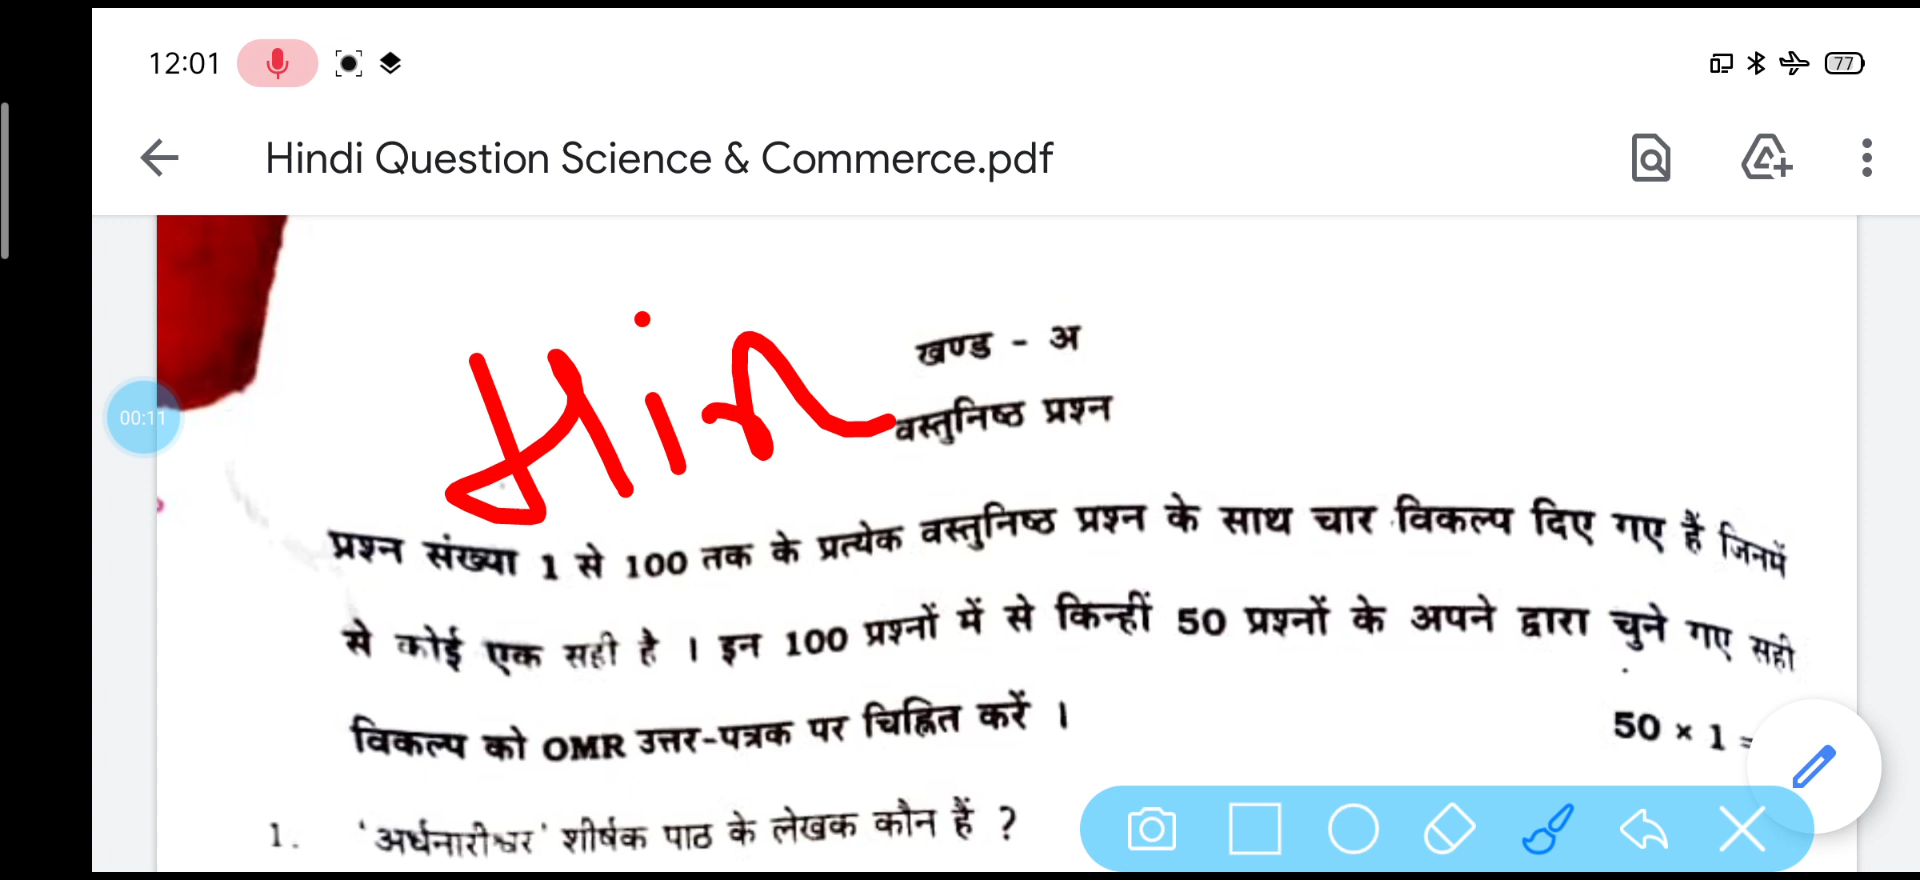 12:01
77
Hindi Question Science & Commerce.pdf
Hin
खण्ड - अ
वस्तुनिष्ठ प्रश्न
00:11
प्रश्न संख्या 1 से 100 तक के प्रत्येक वस्तुनिष्ठ प्रश्न के साथ चार विकल्प दिए गए हैं जिनमें
से कोई एक सही है । इन 100 प्रश्नों में से किन्हीं 50 प्रश्नों के अपने द्वारा चुने गए सही
विकल्प को OMR उत्तर-पत्रक पर चिह्नित करें ।
50 × 1 =
1. 'अर्धनारीश्वर' शीर्षक पाठ के लेखक कौन हैं ?